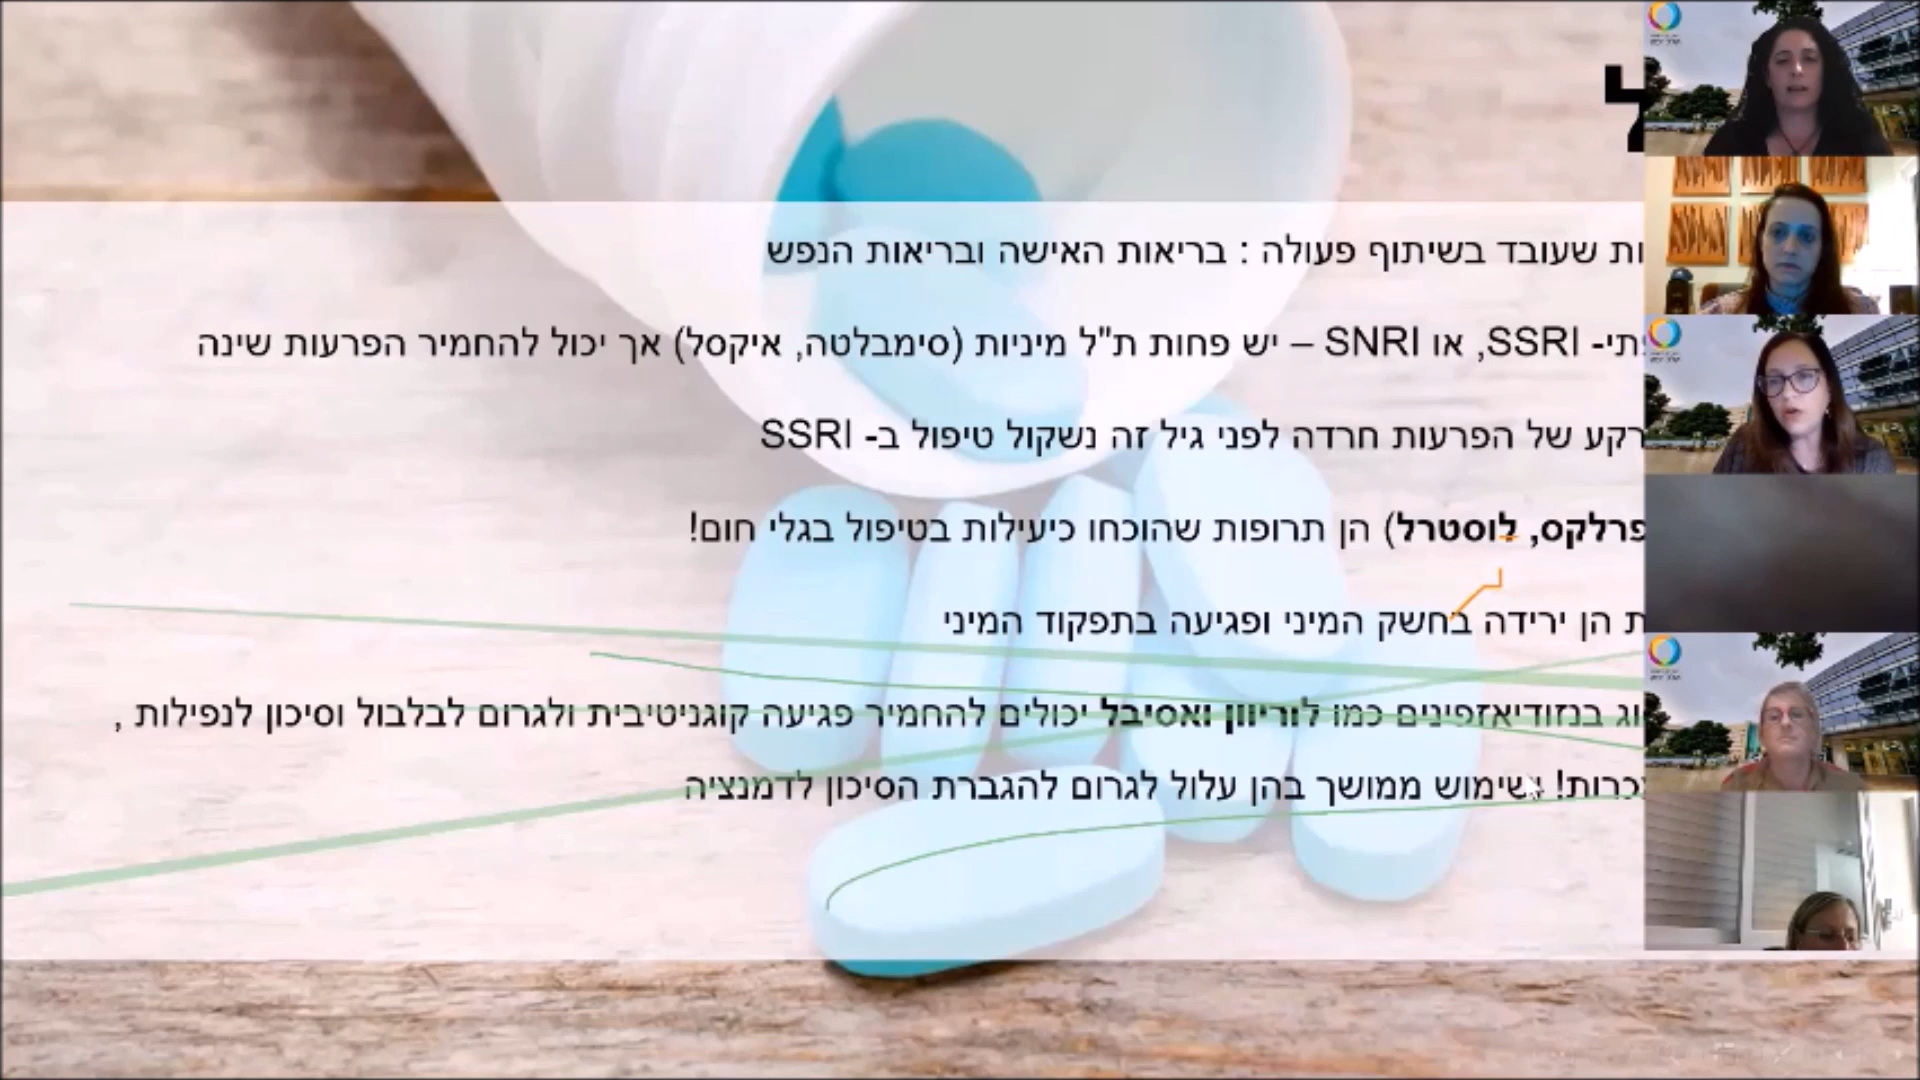 ל
ות שעובד בשיתוף פעולה : בריאות האישה ובריאות הנפש
תי- SSRI, או SNRI – יש פחות ת"ל מיניות (סימבלטה, איקסל) אך יכול להחמיר הפרעות שינה
רקע של הפרעות חרדה לפני גיל זה נשקול טיפול ב- SSRI
פרלקס, לוסטרל) הן תרופות שהוכחו כיעילות בטיפול בגלי חום!
ת הן ירידה בחשק המיני ופגיעה בתפקוד המיני
וג בנזודיאזפינים כמו לוריוון ואסיבל יכולים להחמיר פגיעה קוגניטיבית ולגרום לבלבול וסיכון לנפילות ,
כרות! שימוש ממושך בהן עלול לגרום להגברת הסיכון לדמנציה